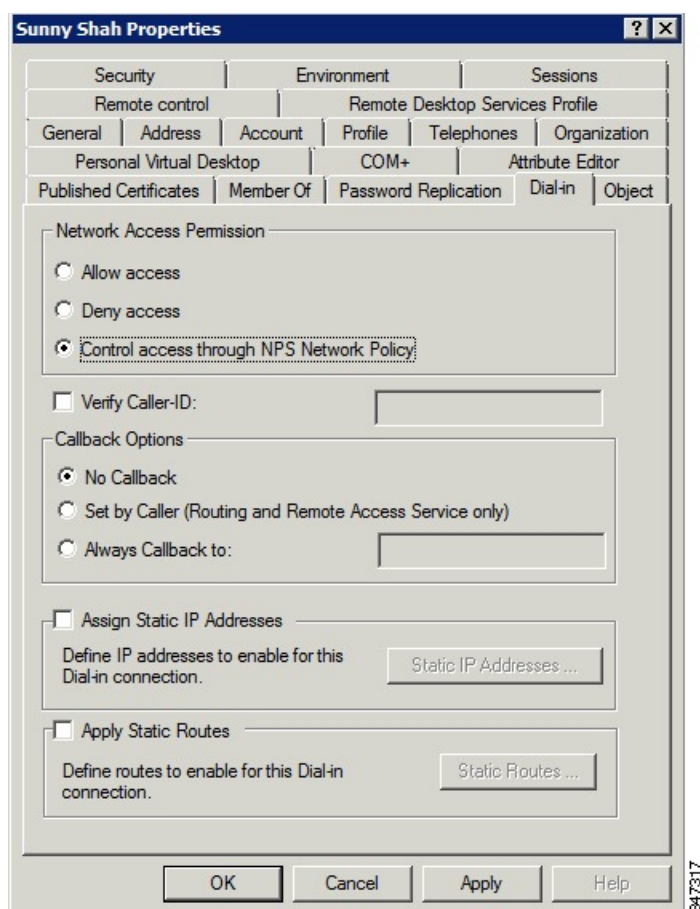 Sunny Shah Properties
Security Environment Sessions
Remote control Remote Desktop Services Profile
General Address Account Profile Telephones Organization
Personal Virtual Desktop COM+ Attribute Editor
Published Certificates Member Of Password Replication Dial-in Object
Network Access Permission
Allow access
Deny access
Control access through NPS Network Policy
Verify Caller-ID:
Callback Options
No Callback
Set by Caller (Routing and Remote Access Service only)
Always Callback to:
Assign Static IP Addresses
Define IP addresses to enable for this
Dial-in connection.
Static IP Addresses ...
Apply Static Routes
Define routes to enable for this Dial-in
connection.
Static Routes ...
OK Cancel Apply Help
347317